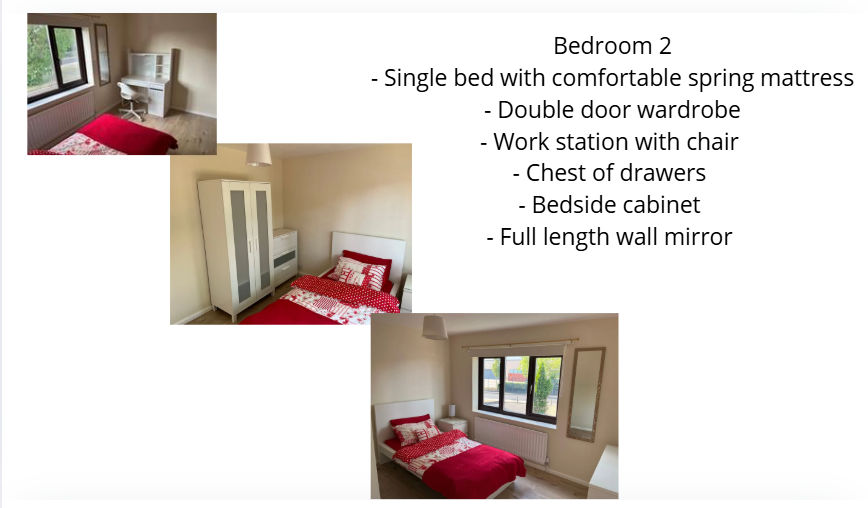 Bedroom 2
- Single bed with comfortable spring mattress
- Double door wardrobe
- Work station with chair
- Chest of drawers
- Bedside cabinet
- Full length wall mirror